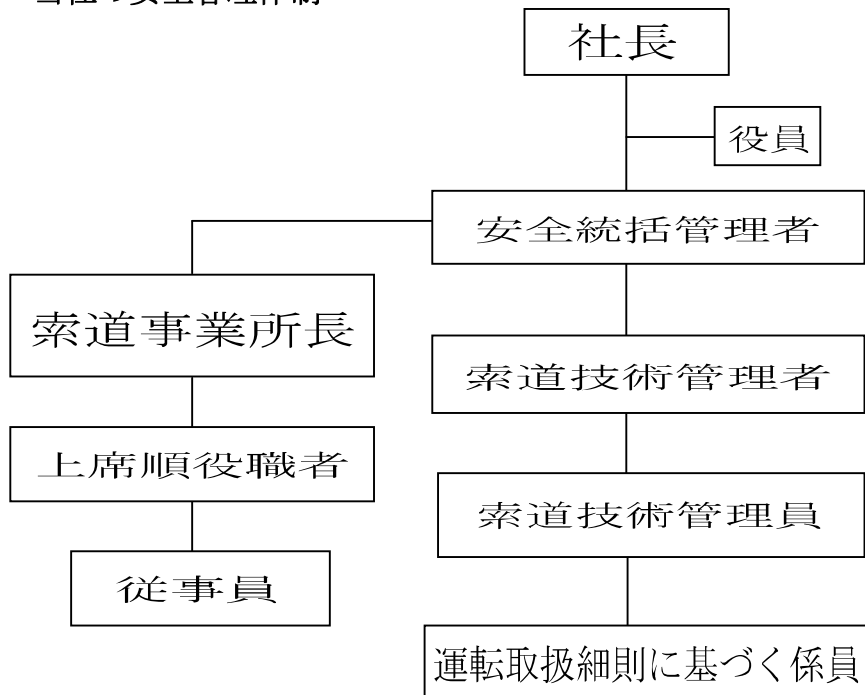 社長
役員
安全統括管理者
索道事業所長
索道技術管理者
上席順役職者
索道技術管理員
従事員
運転取扱細則に基づく係員